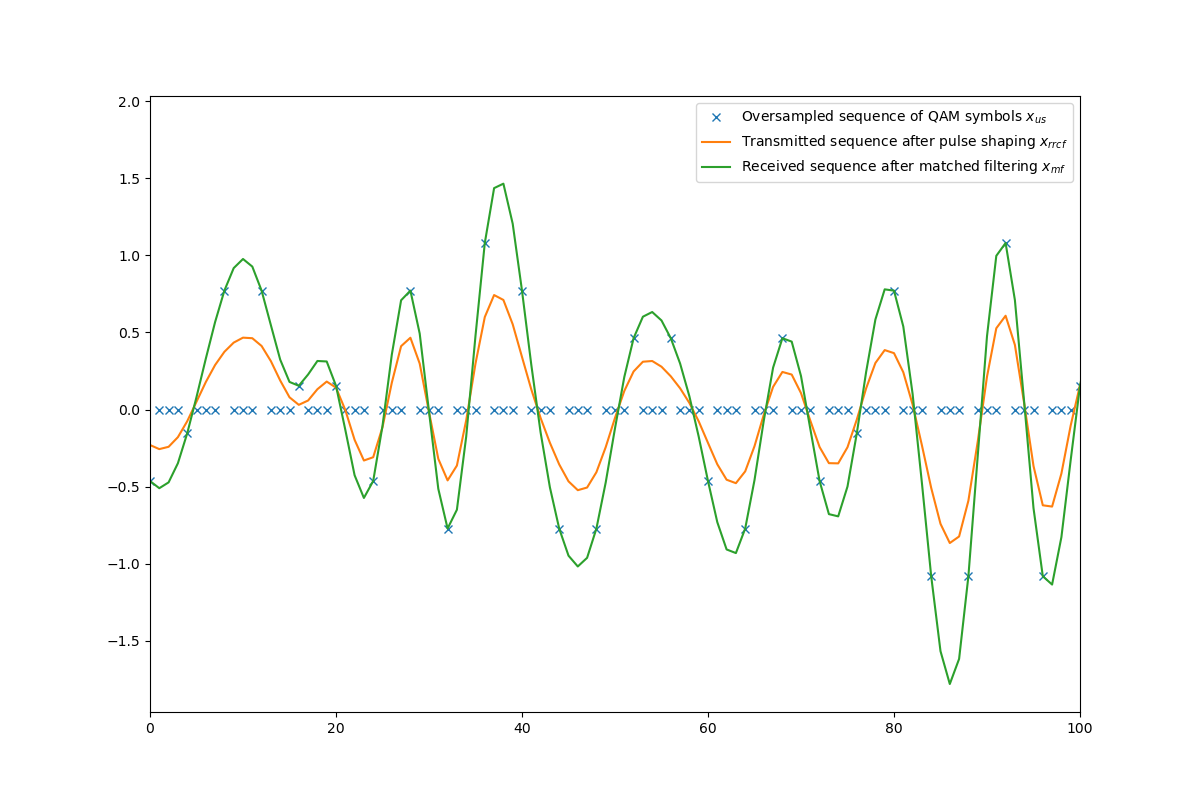 2.0
1.5
1.0
0.5
0.0
−0.5
−1.0
−1.5
0 20 40 60 80 100
Oversampled sequence of QAM symbols x_us
Transmitted sequence after pulse shaping x_rrcf
Received sequence after matched filtering x_mf